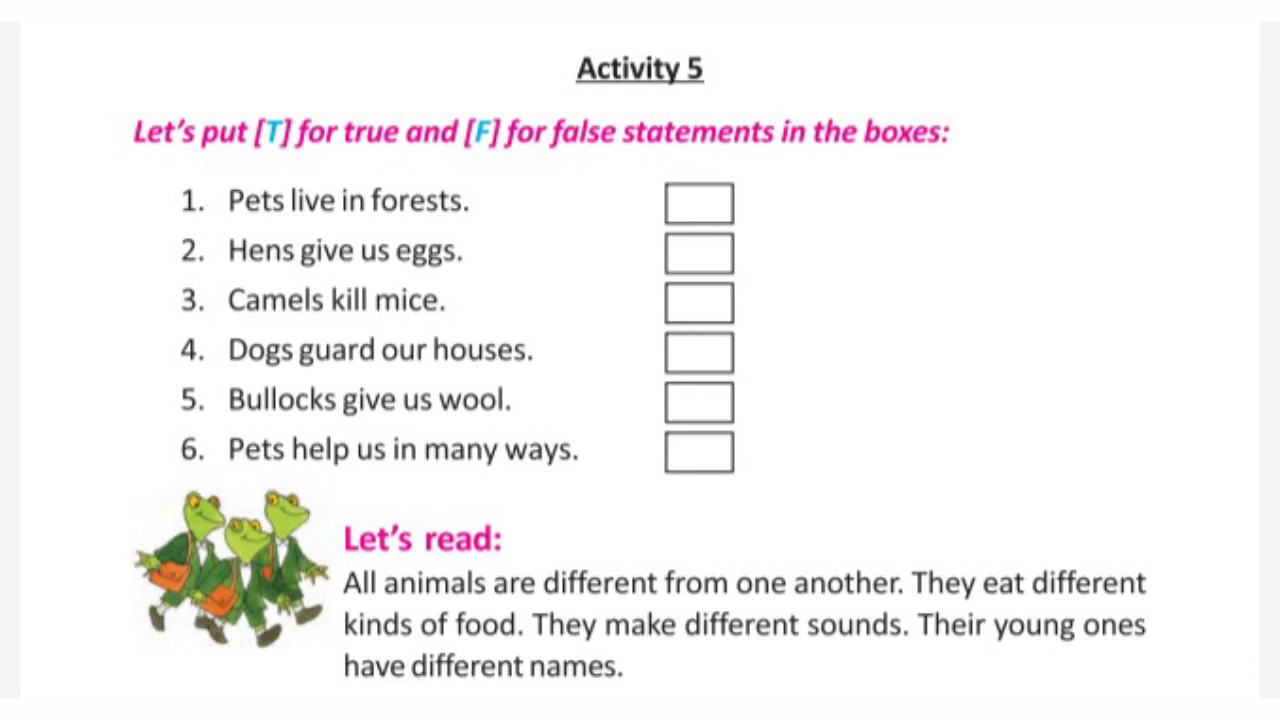 Activity 5
Let's put [T] for true and [F] for false statements in the boxes:
1. Pets live in forests.
2. Hens give us eggs.
3. Camels kill mice.
4. Dogs guard our houses.
5. Bullocks give us wool.
6. Pets help us in many ways.
Let's read:
All animals are different from one another. They eat different
kinds of food. They make different sounds. Their young ones
have different names.